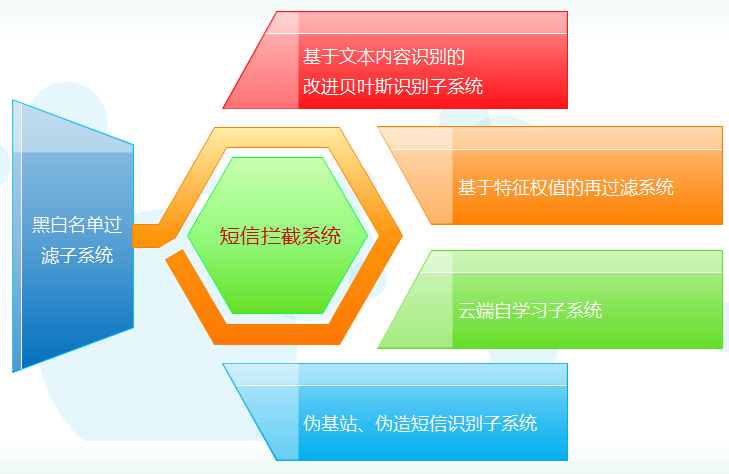 基于文本内容识别的
改进贝叶斯识别子系统
基于特征权值的再过滤系统
黑白名单过
滤子系统
短信拦截系统
云端自学习子系统
伪基站、伪造短信识别子系统